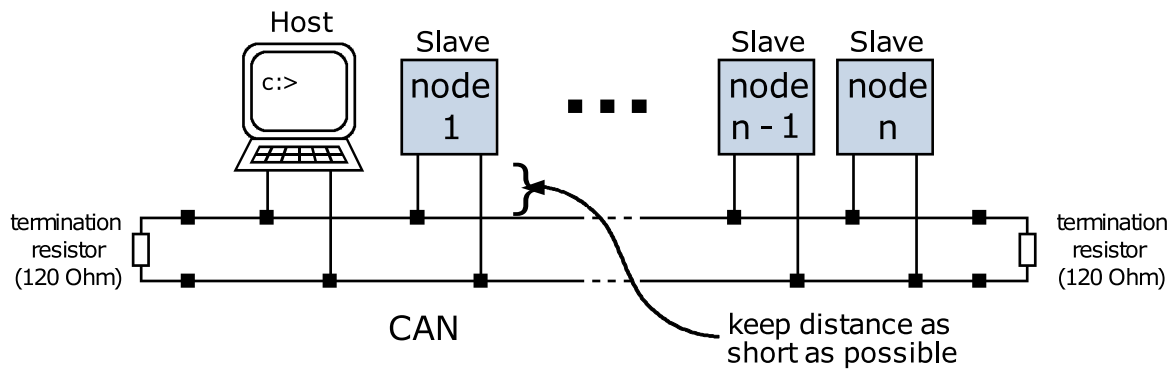 Host
c:>
Slave
node
1
Slave
node
n - 1
Slave
node
n
termination
resistor
(120 Ohm)
termination
resistor
(120 Ohm)
CAN
keep distance as
short as possible